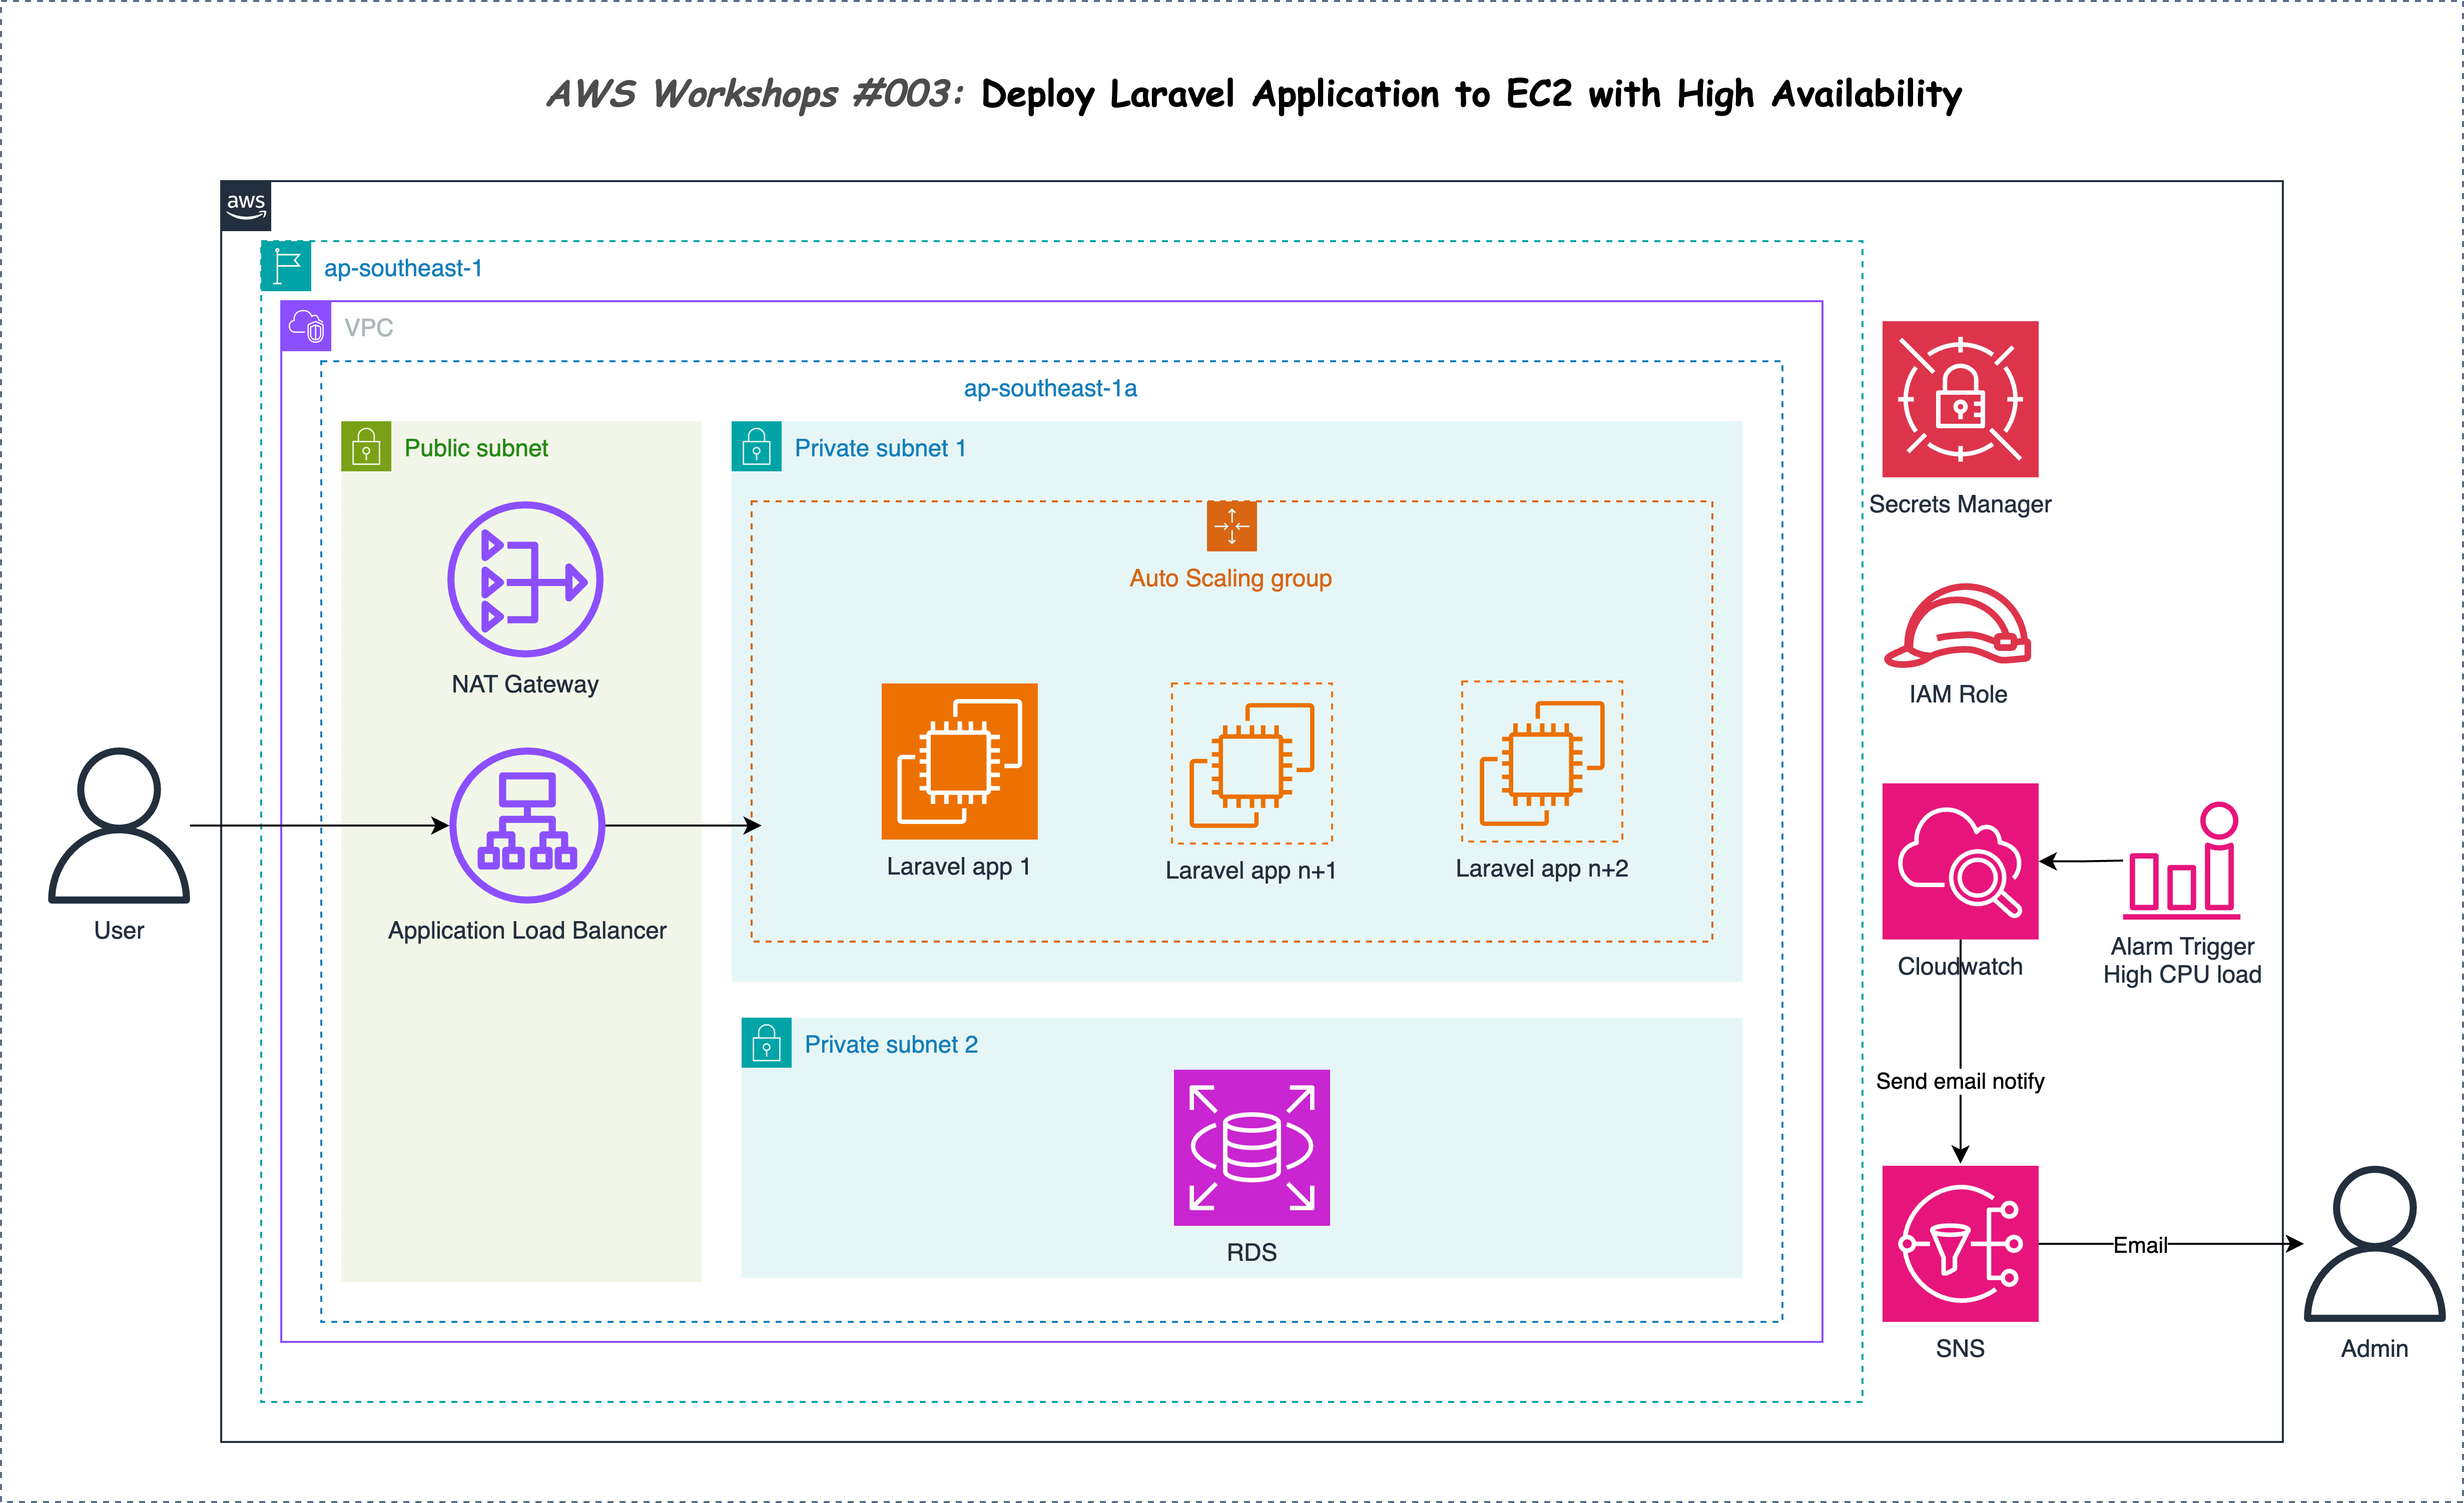 AWS Workshops #003: Deploy Laravel Application to EC2 with High Availability
aws
ap-southeast-1
VPC
ap-southeast-1a
Public subnet
Private subnet 1
Auto Scaling group
Secrets Manager
NAT Gateway
IAM Role
Laravel app 1
Laravel app n+1
Laravel app n+2
User
Application Load Balancer
Cloudwatch
Alarm Trigger
High CPU load
Private subnet 2
Send email notify
RDS
Email
SNS
Admin